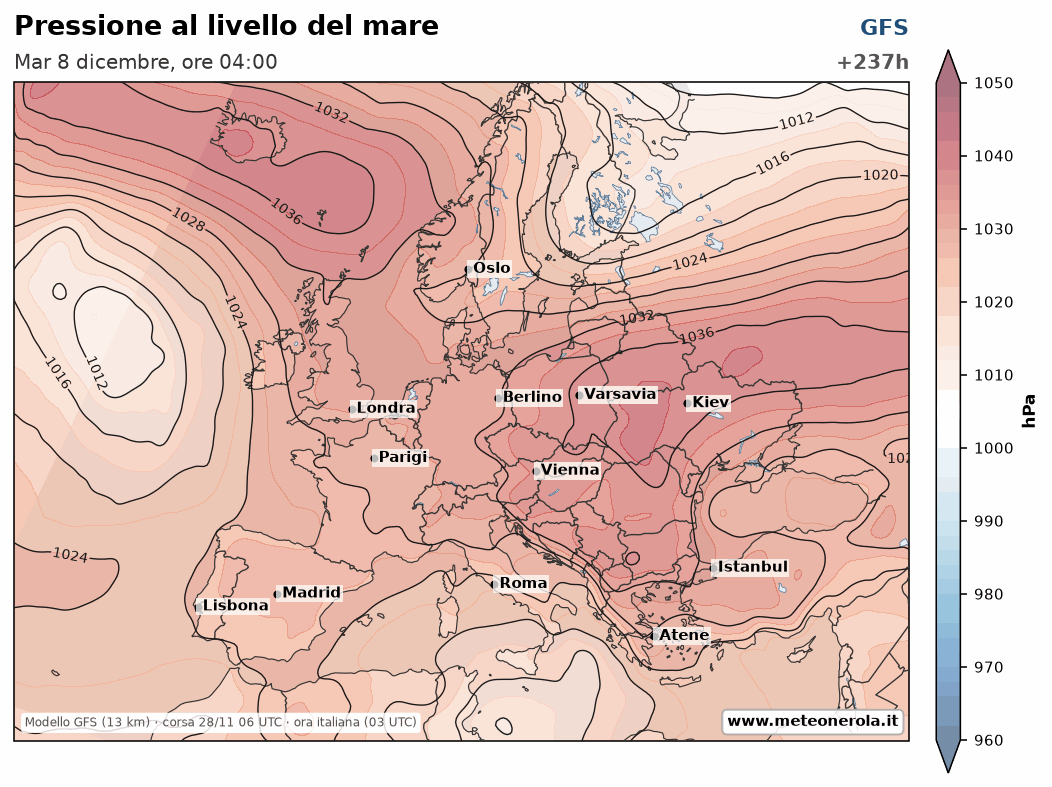 Pressione al livello del mare
GFS
Mar 8 dicembre, ore 04:00
+237h
1050
1040
1030
1020
1010
1000
990
980
970
960
hPa
1032
1012
1016
1020
1036
1028
1024
Oslo
1024
1032
1036
1016
1012
Londra
Berlino
Varsavia
Kiev
Parigi
Vienna
102
1024
Istanbul
Roma
Madrid
Lisbona
Atene
Modello GFS (13 km) · corsa 28/11 06 UTC · ora italiana (03 UTC)
www.meteonerola.it